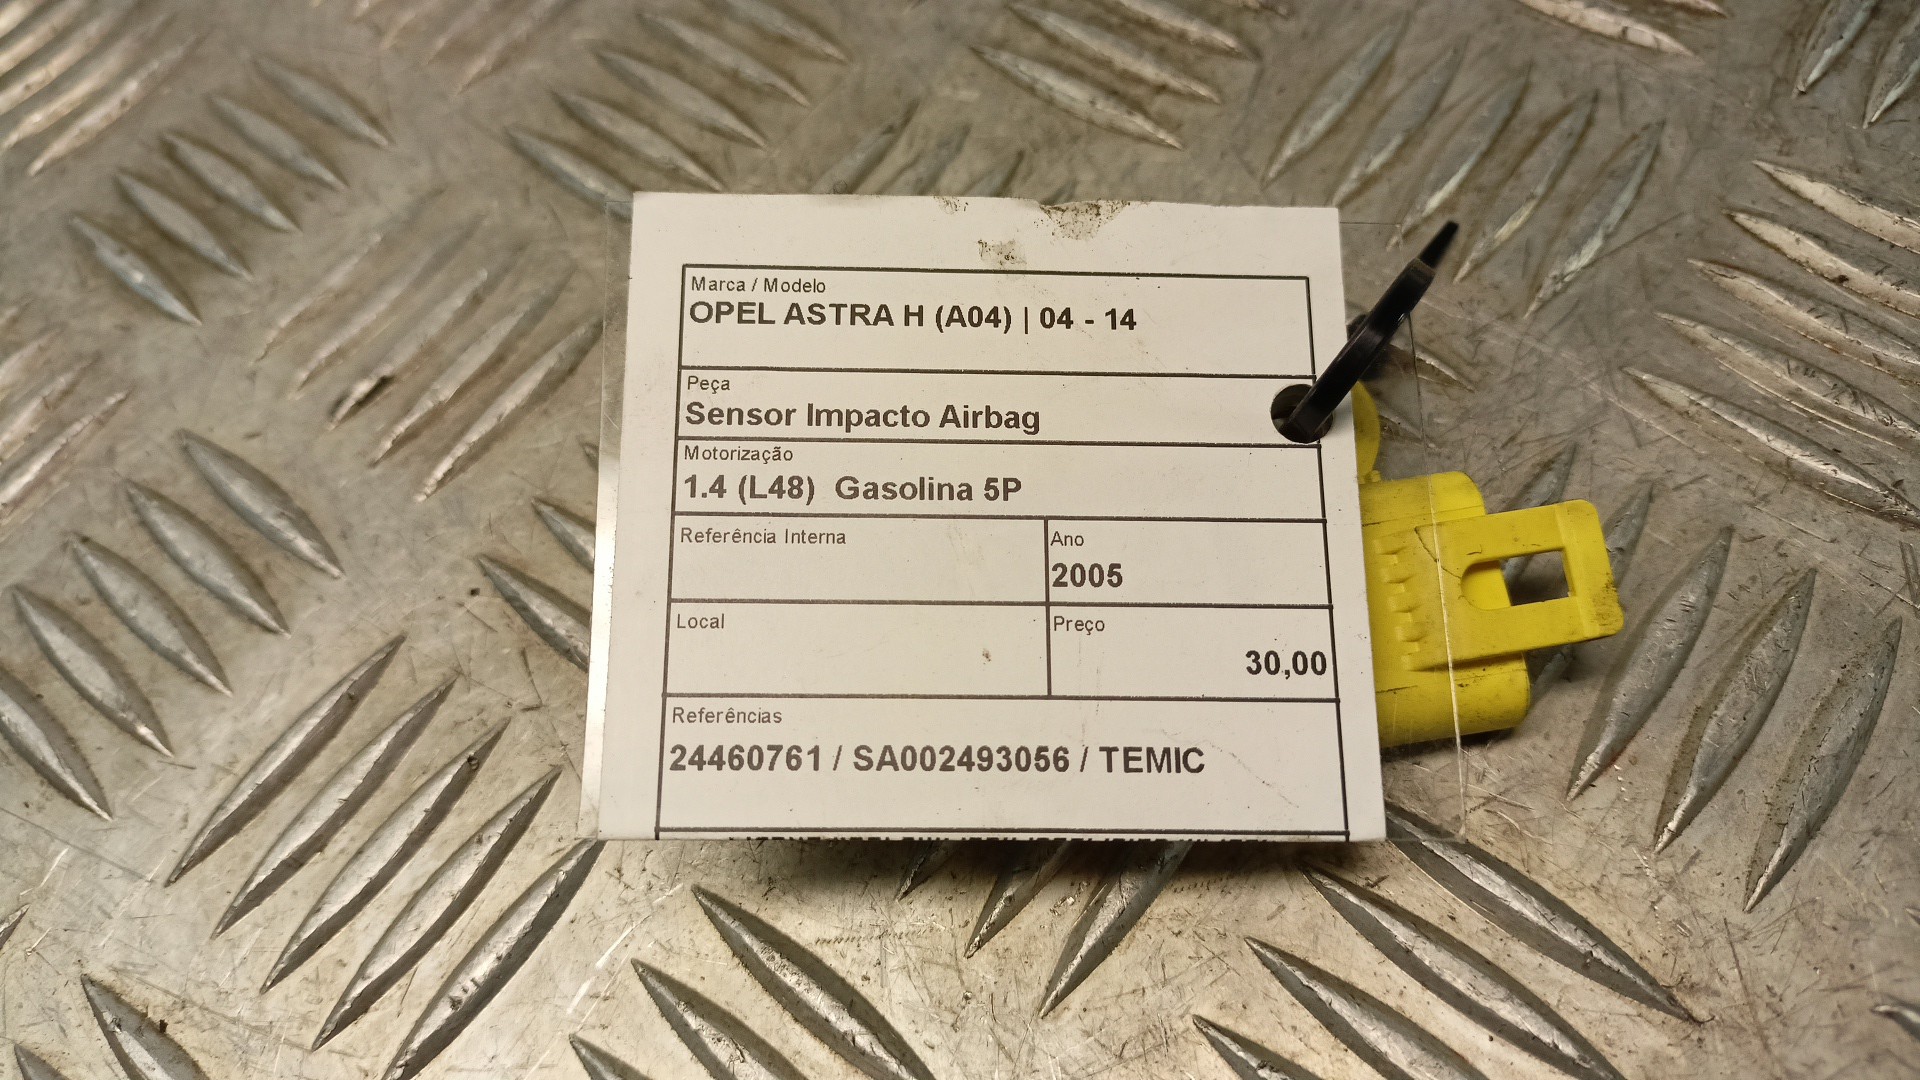 Marca / Modelo
OPEL ASTRA H (A04) | 04 - 14
Peça
Sensor Impacto Airbag
Motorização
1.4 (L48)  Gasolina 5P
Referência Interna
Ano
2005
Local
Preço
30,00
Referências
24460761 / SA002493056 / TEMIC